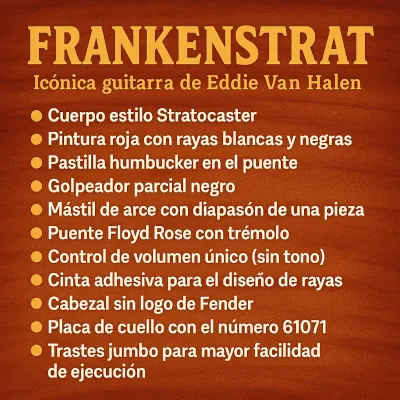 FRANKENSTRAT
Icónica guitarra de Eddie Van Halen
Cuerpo estilo Stratocaster
Pintura roja con rayas blancas y negras
Pastilla humbucker en el puente
Golpeador parcial negro
Mástil de arce con diapasón de una pieza
Puente Floyd Rose con trémolo
Control de volumen único (sin tono)
Cinta adhesiva para el diseño de rayas
Cabezal sin logo de Fender
Placa de cuello con el número 61071
Trastes jumbo para mayor facilidad
de ejecución